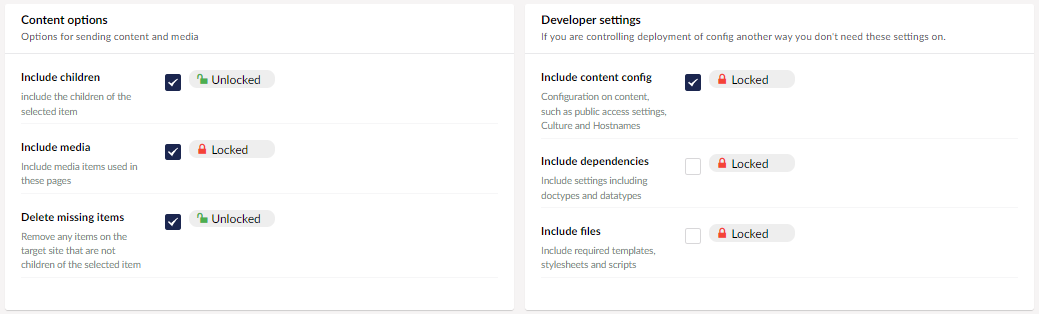 Content options
Options for sending content and media
Include children
Unlocked
include the children of the
selected item
Include media
Locked
Include media items used in
these pages
Delete missing items
Unlocked
Remove any items on the
target site that are not
children of the selected item
Developer settings
If you are controlling deployment of config another way you don't need these settings on.
Include content config
Locked
Configuration on content,
such as public access settings,
Culture and Hostnames
Include dependencies
Locked
Include settings including
doctypes and datatypes
Include files
Locked
Include required templates,
stylesheets and scripts